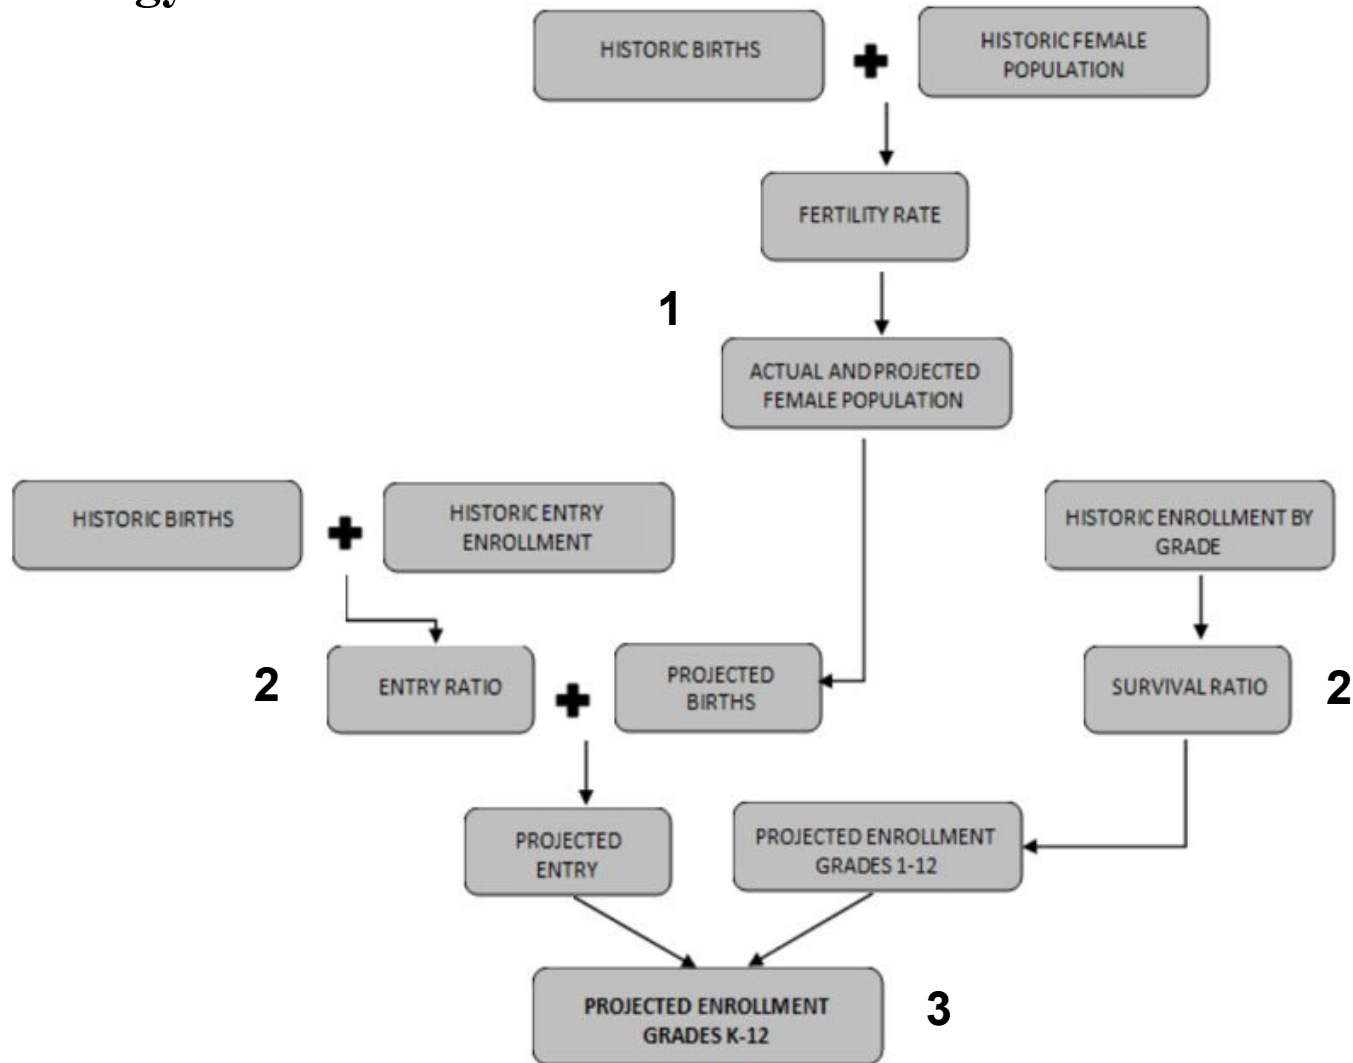 HISTORIC BIRTHS
HISTORIC FEMALE
POPULATION
FERTILITY RATE
1
ACTUAL AND PROJECTED
FEMALE POPULATION
HISTORIC BIRTHS
HISTORIC ENTRY
ENROLLMENT
HISTORIC ENROLLMENT BY
GRADE
2
ENTRY RATIO
PROJECTED
BIRTHS
SURVIVAL RATIO
2
PROJECTED
ENTRY
PROJECTED ENROLLMENT
GRADES 1-12
PROJECTED ENROLLMENT
GRADES K-12
3